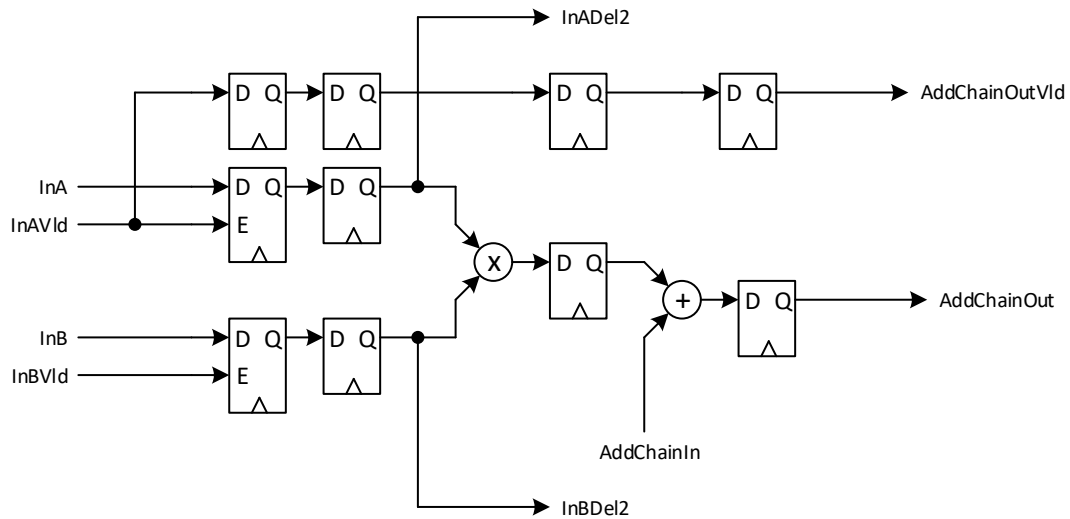 InADel2
D Q D Q D Q D Q AddChainOutVld
InA D Q D Q
InAVld E
x D Q
+ D Q AddChainOut
InB D Q D Q
InBVld E
AddChainIn
InBDel2